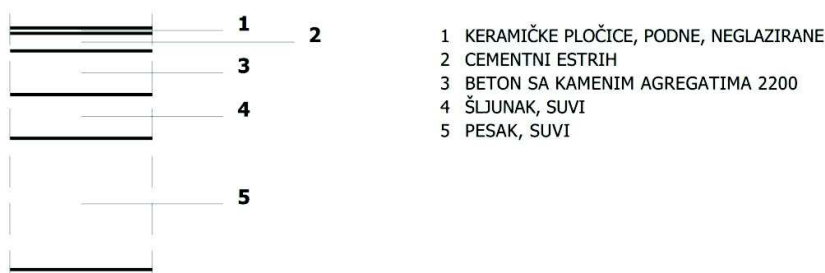 1
2
3
4
5
1 KERAMIČKE PLOČICE, PODNE, NEGLAZIRANE
2 CEMENTNI ESTRIH
3 BETON SA KAMENIM AGREGATIMA 2200
4 ŠLJUNAK, SUVI
5 PESAK, SUVI